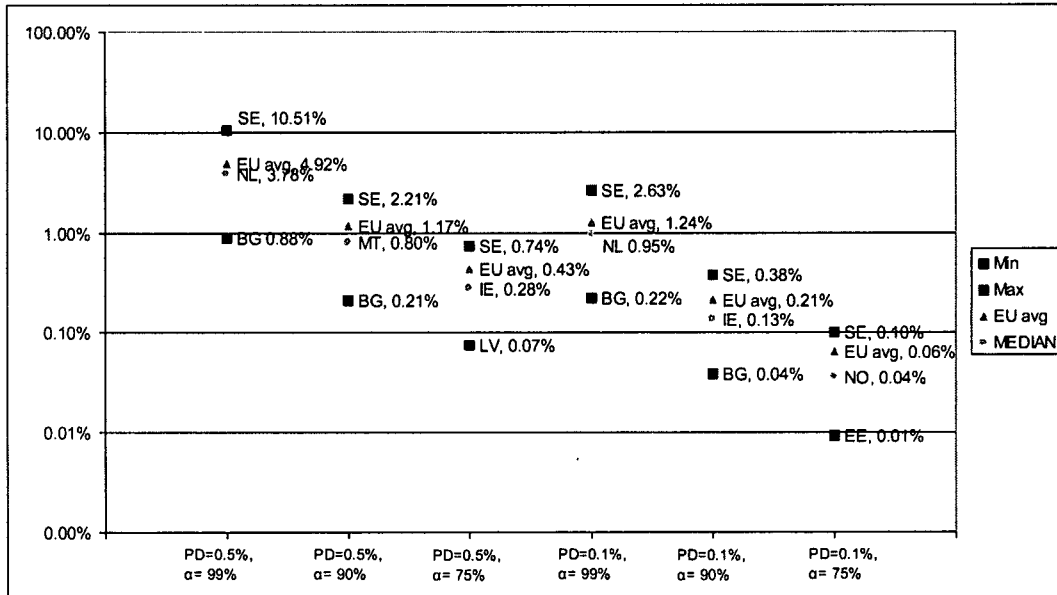 100.00%
10.00%
1.00%
0.10%
0.01%
0.00%
SE, 10.51%
EU avg, 4.92%
NL, 3.78%
BG 0.88%
SE, 2.21%
EU avg, 1.17%
MT, 0.80%
BG, 0.21%
SE, 0.74%
EU avg, 0.43%
IE, 0.28%
LV, 0.07%
SE, 2.63%
EU avg, 1.24%
NL 0.95%
BG, 0.22%
SE, 0.38%
EU avg, 0.21%
IE, 0.13%
BG, 0.04%
SE, 0.10%
EU avg, 0.06%
NO, 0.04%
EE, 0.01%
PD=0.5%,
α= 99%
PD=0.5%,
α= 90%
PD=0.5%,
α= 75%
PD=0.1%,
α= 99%
PD=0.1%,
α= 90%
PD=0.1%,
α= 75%
Min
Max
EU avg
MEDIAN